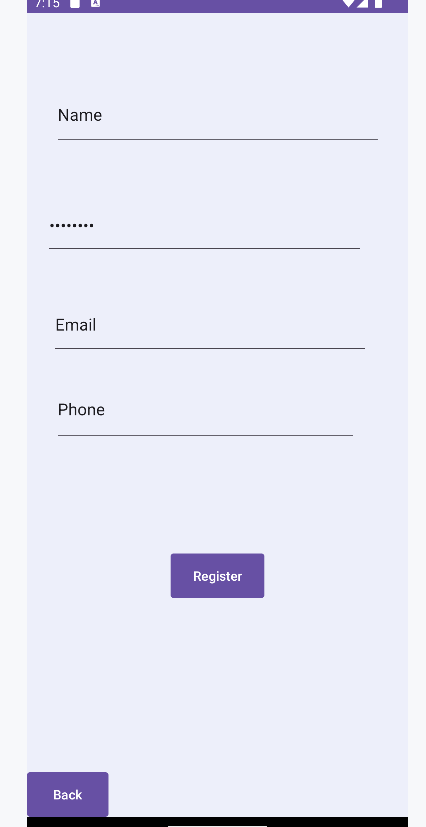 7:15
Name
••••••••
Email
Phone
Register
Back